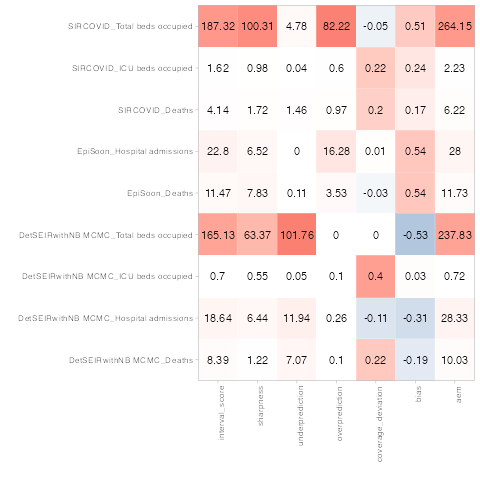 SIRCOVID_Total beds occupied 187.32 100.31 4.78 82.22 -0.05 0.51 264.15
SIRCOVID_ICU beds occupied 1.62 0.98 0.04 0.6 0.22 0.24 2.23
SIRCOVID_Deaths 4.14 1.72 1.46 0.97 0.2 0.17 6.22
EpiSoon_Hospital admissions 22.8 6.52 0 16.28 0.01 0.54 28
EpiSoon_Deaths 11.47 7.83 0.11 3.53 -0.03 0.54 11.73
DetSEIRwithNB MCMC_Total beds occupied 165.13 63.37 101.76 0 0 -0.53 237.83
DetSEIRwithNB MCMC_ICU beds occupied 0.7 0.55 0.05 0.1 0.4 0.03 0.72
DetSEIRwithNB MCMC_Hospital admissions 18.64 6.44 11.94 0.26 -0.11 -0.31 28.33
DetSEIRwithNB MCMC_Deaths 8.39 1.22 7.07 0.1 0.22 -0.19 10.03
interval_score
sharpness
underprediction
overprediction
coverage_deviation
bias
aem